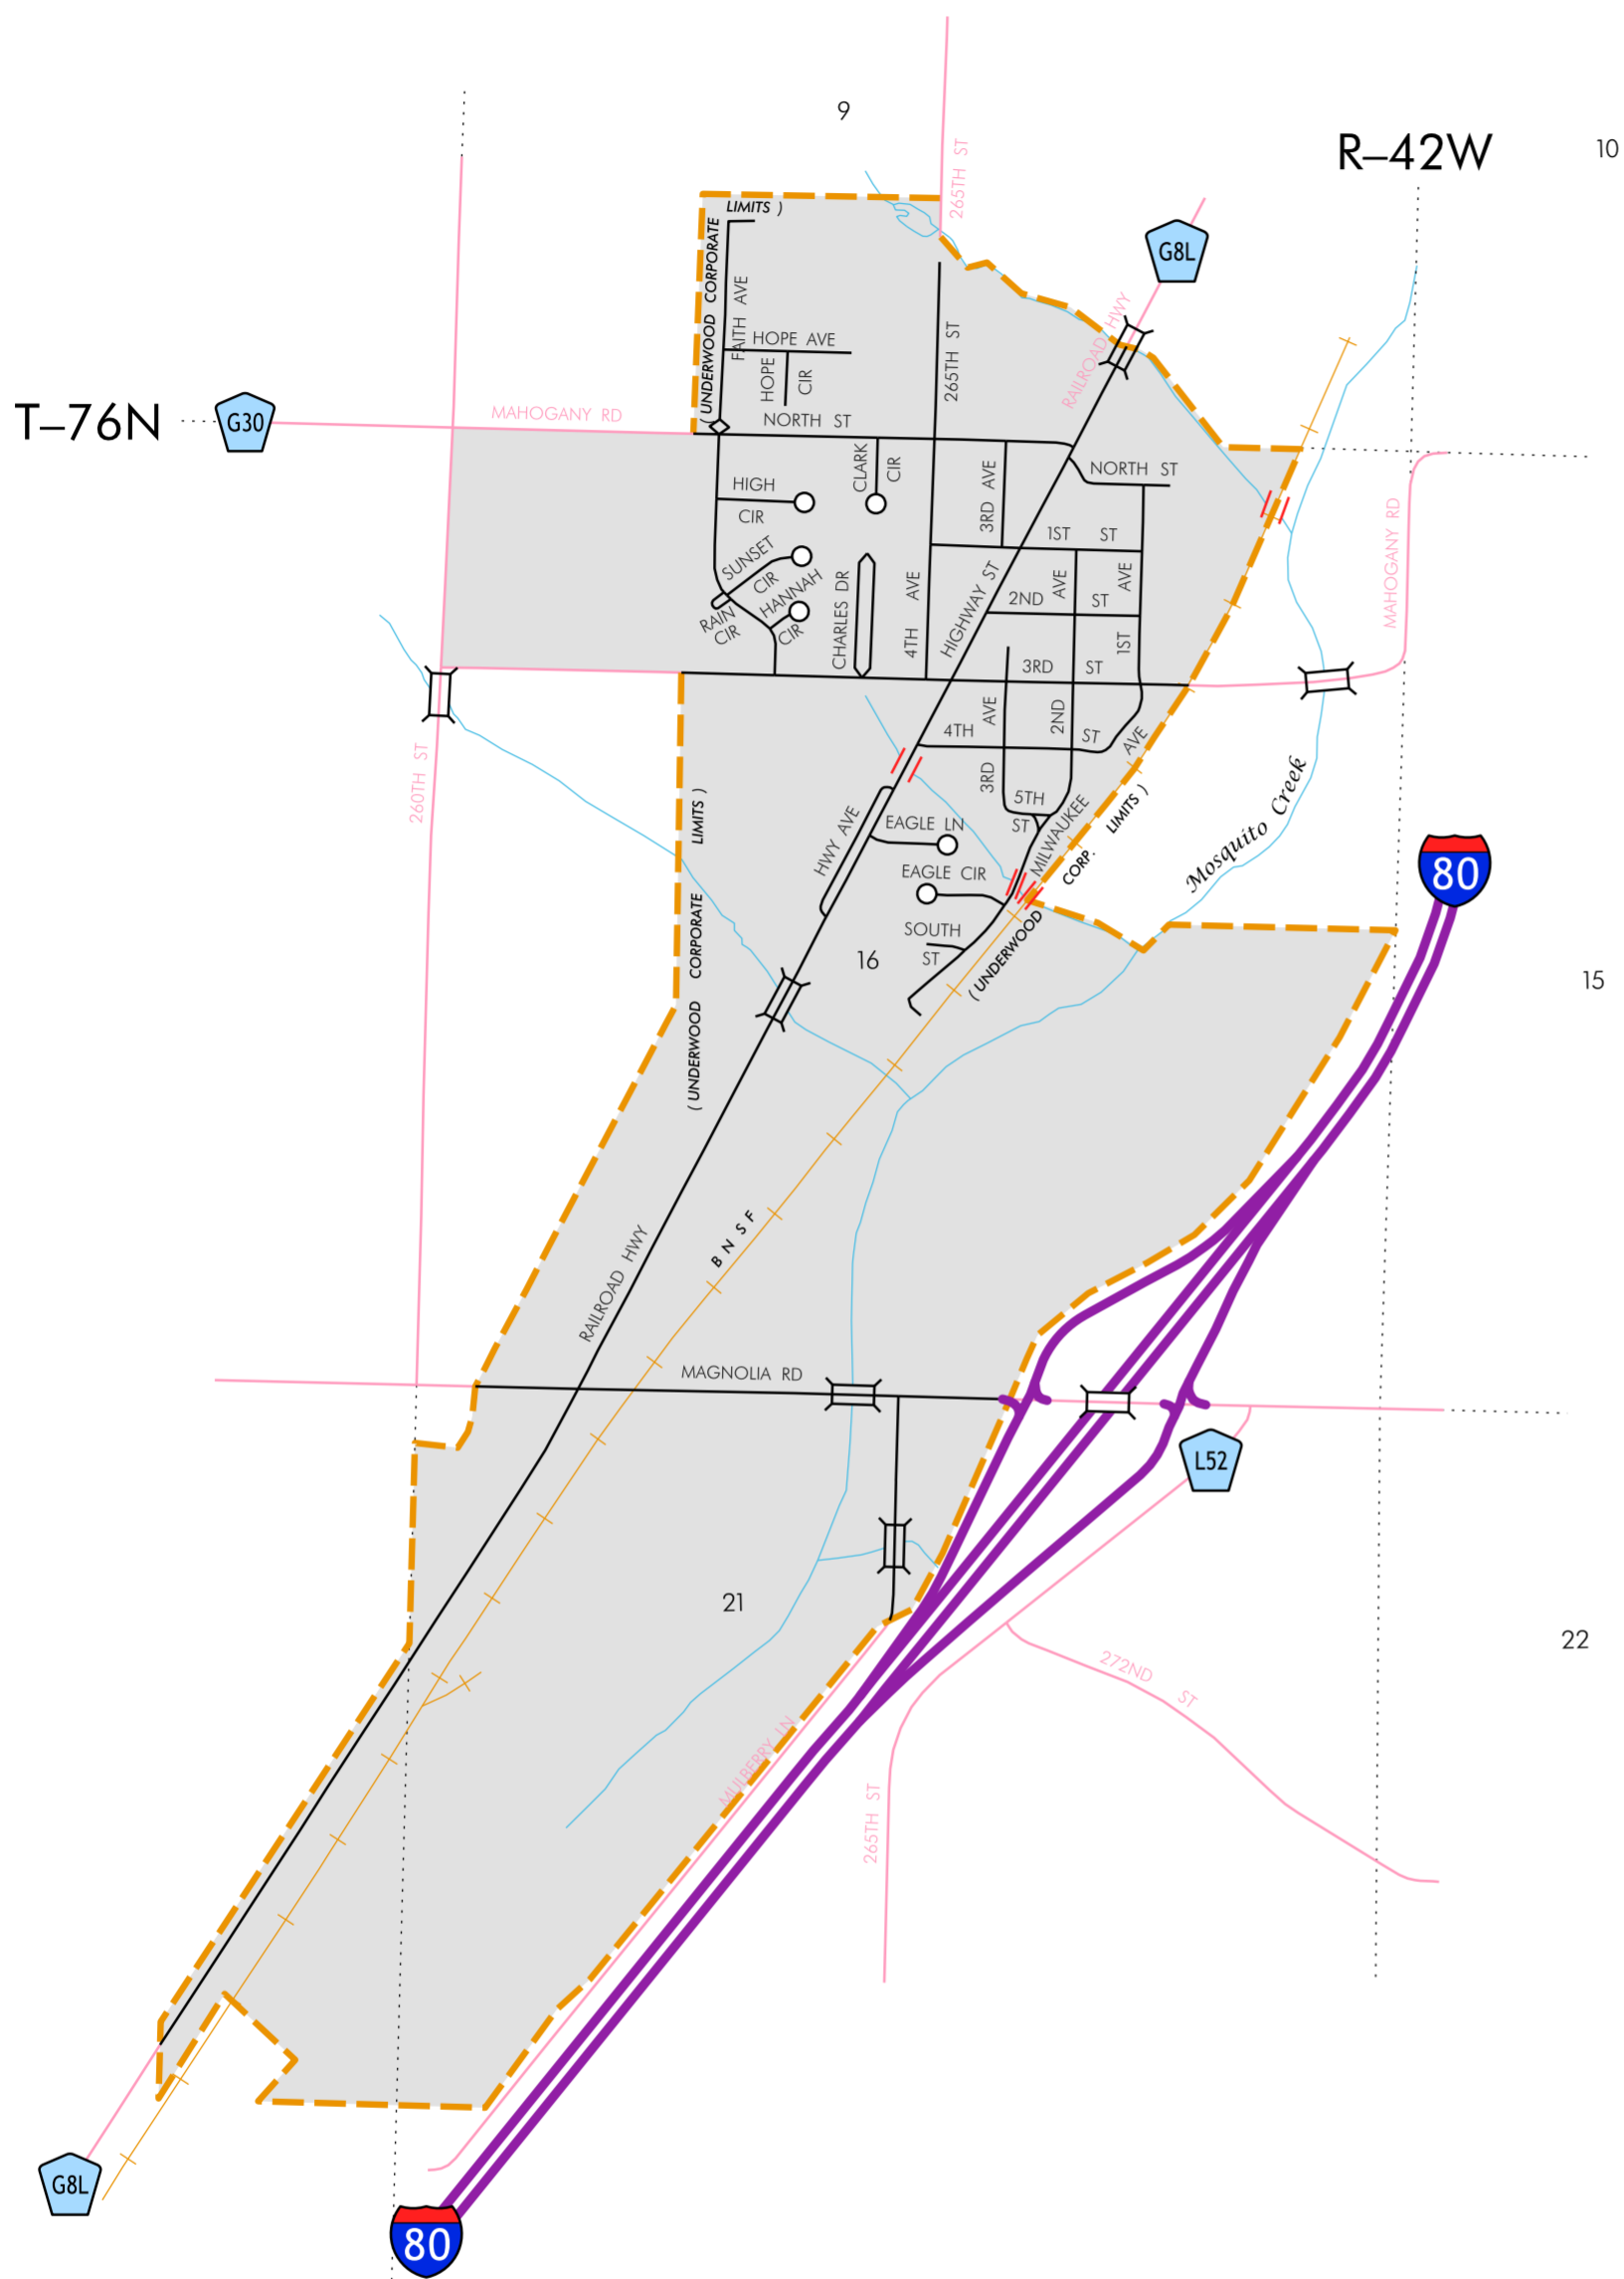 9
R–42W
10
265TH ST
LIMITS )
( UNDERWOOD CORPORATE
G8L
RAILROAD HWY
FAITH AVE
HOPE AVE
HOPE
CIR
265TH ST
T–76N
G30
MAHOGANY RD
NORTH ST
CLARK
CIR
3RD AVE
NORTH ST
HIGH
CIR
MAHOGANY RD
1ST ST
SUNSET
CIR
HANNAH
CIR
RAIN
CIR
CHARLES DR
4TH AVE
HIGHWAY ST
2ND ST
AVE
AVE
1ST
3RD ST
2ND
AVE
3RD
4TH ST
260TH ST
5TH
ST
MILWAUKEE AVE
CORP. LIMITS )
( UNDERWOOD
Mosquito Creek
( UNDERWOOD CORPORATE LIMITS )
HWY AVE
EAGLE LN
EAGLE CIR
80
SOUTH
ST
16
15
BNSF
RAILROAD HWY
MAGNOLIA RD
L52
21
22
272ND ST
MULBERRY LN
265TH ST
G8L
80